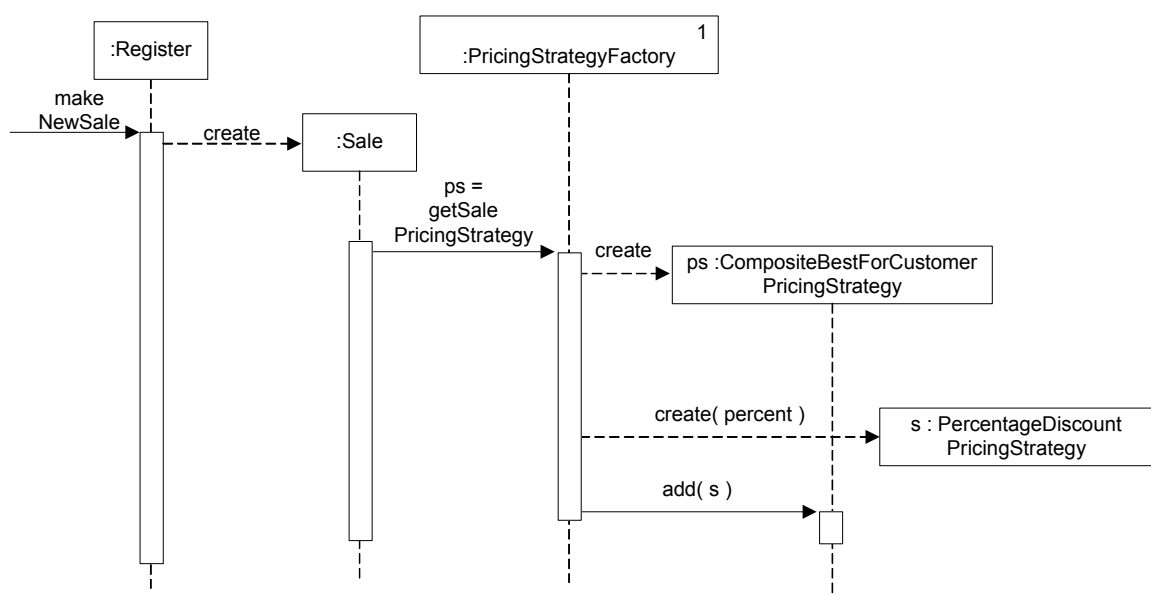 1
:Register
:PricingStrategyFactory
make
NewSale
create
:Sale
ps =
getSale
PricingStrategy
create
ps :CompositeBestForCustomer
PricingStrategy
create( percent )
s : PercentageDiscount
PricingStrategy
add( s )